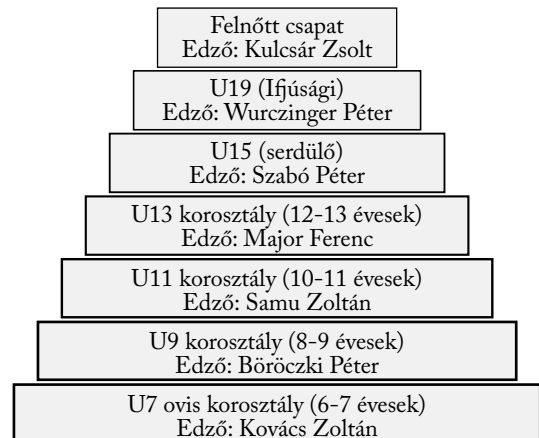 Felnőtt csapat
Edző: Kulcsár Zsolt
U19 (Ifjúsági)
Edző: Wurczinger Péter
U15 (serdülő)
Edző: Szabó Péter
U13 korosztály (12-13 évesek)
Edző: Major Ferenc
U11 korosztály (10-11 évesek)
Edző: Samu Zoltán
U9 korosztály (8-9 évesek)
Edző: Böröczki Péter
U7 ovis korosztály (6-7 évesek)
Edző: Kovács Zoltán